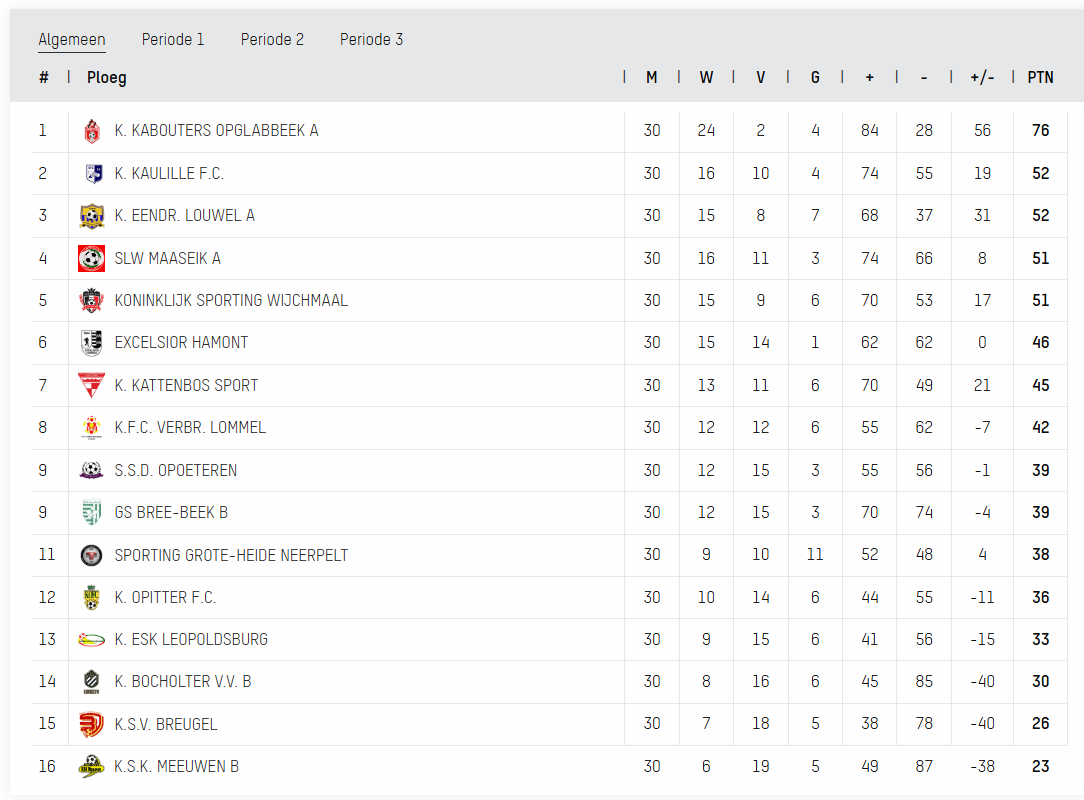 Algemeen Periode 1 Periode 2 Periode 3
# | Ploeg | M | W | V | G | + | - | +/- | PTN
1 K. KABOUTERS OPGLABBEEK A 30 24 2 4 84 28 56 76
2 K. KAULILLE F.C. 30 16 10 4 74 55 19 52
3 K. EENDR. LOUWEL A 30 15 8 7 68 37 31 52
4 SLW MAASEIK A 30 16 11 3 74 66 8 51
5 KONINKLIJK SPORTING WIJCHMAAL 30 15 9 6 70 53 17 51
6 EXCELSIOR HAMONT 30 15 14 1 62 62 0 46
7 K. KATTENBOS SPORT 30 13 11 6 70 49 21 45
8 K.F.C. VERBR. LOMMEL 30 12 12 6 55 62 -7 42
9 S.S.D. OPOETEREN 30 12 15 3 55 56 -1 39
9 GS BREE-BEEK B 30 12 15 3 70 74 -4 39
11 SPORTING GROTE-HEIDE NEERPELT 30 9 10 11 52 48 4 38
12 K. OPITTER F.C. 30 10 14 6 44 55 -11 36
13 K. ESK LEOPOLDSBURG 30 9 15 6 41 56 -15 33
14 K. BOCHOLTER V.V. B 30 8 16 6 45 85 -40 30
15 K.S.V. BREUGEL 30 7 18 5 38 78 -40 26
16 K.S.K. MEEUWEN B 30 6 19 5 49 87 -38 23